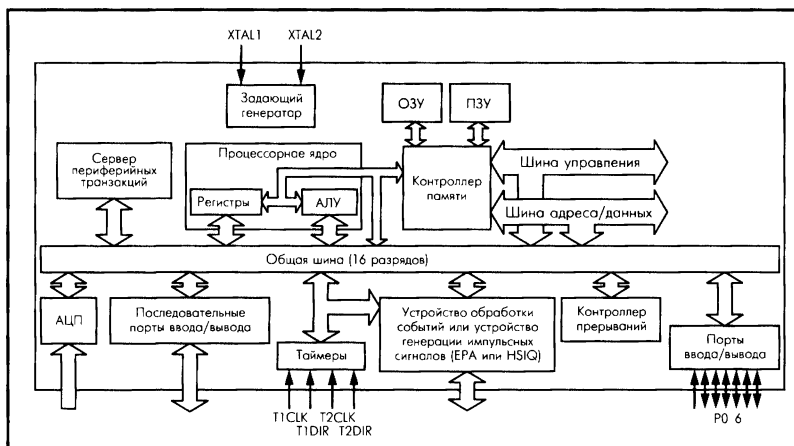 XTAL1 XTAL2
Задающий
генератор
ОЗУ
ПЗУ
Сервер
периферийных
транзакций
Процессорное ядро
Регистры
АЛУ
Контроллер
памяти
Шина управления
Шина адреса/данных
Общая шина (16 разрядов)
АЦП
Последовательные
порты ввода/вывода
Таймеры
Устройство обработки
событий или устройство
генерации импульсных
сигналов (EPA или HSIQ)
Контроллер
прерываний
Порты
ввода/вывода
T1CLK T2CLK
T1DIR T2DIR
P0 6